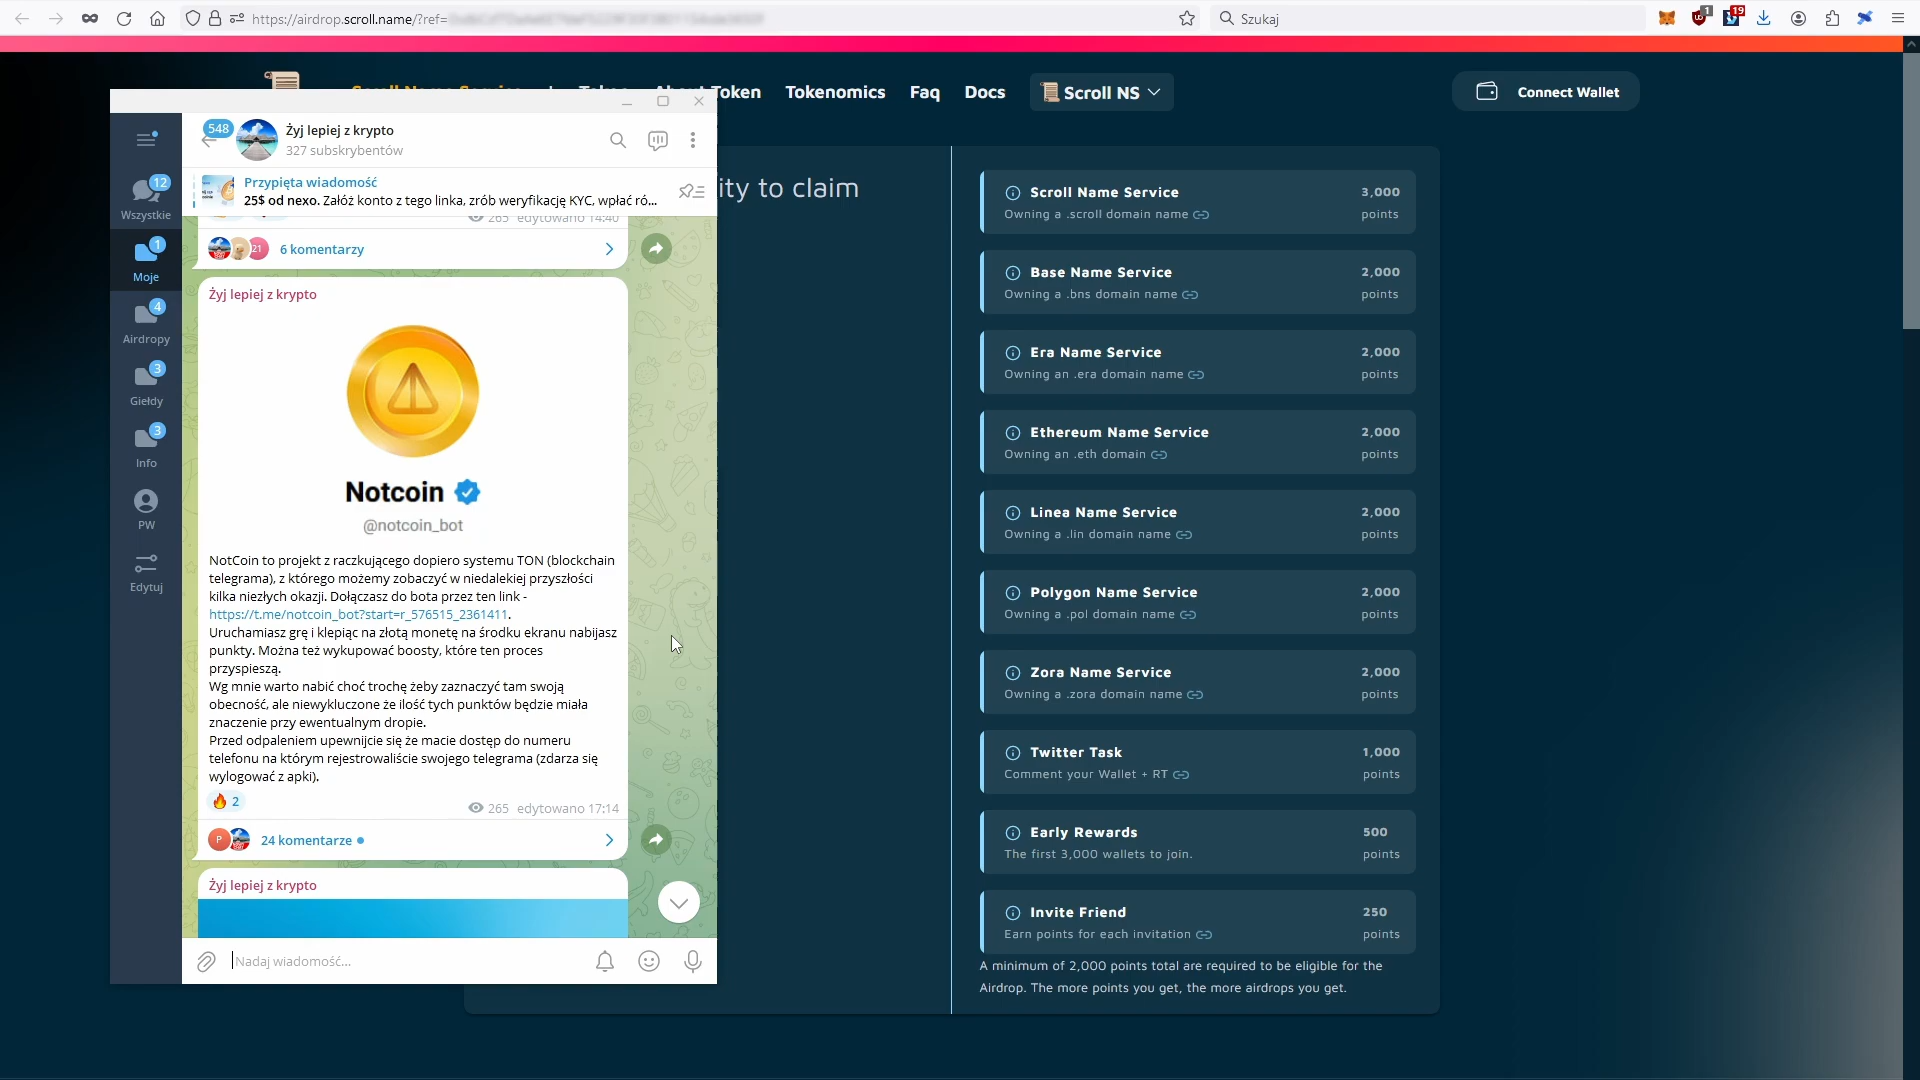 https://airdrop.scroll.name/?ref=
Szukaj
1
19
Token
Tokenomics
Faq
Docs
Scroll NS
Connect Wallet
548
Żyj lepiej z krypto
327 subskrybentów
Przypięta wiadomość
25$ od nexo. Załóż konto z tego linka, zrób weryfikację KYC, wpłać ró...
12
Wszystkie
1
Moje
4
Airdropy
3
Giełdy
3
Info
PW
Edytuj
265 edytowano 14:40
21
6 komentarzy
Żyj lepiej z krypto
Notcoin
@notcoin_bot
NotCoin to projekt z raczkującego dopiero systemu TON (blockchain
telegrama), z którego możemy zobaczyć w niedalekiej przyszłości
kilka niezłych okazji. Dołączasz do bota przez ten link -
https://t.me/notcoin_bot?start=r_576515_2361411.
Uruchamiasz grę i klepiąc na złotą monetę na środku ekranu nabijasz
punkty. Można też wykupować boosty, które ten proces
przyspieszą.
Wg mnie warto nabić choć trochę żeby zaznaczyć tam swoją
obecność, ale niewykluczone że ilość tych punktów będzie miała
znaczenie przy ewentualnym dropie.
Przed odpaleniem upewnijcie się że macie dostęp do numeru
telefonu na którym rejestrowaliście swojego telegrama (zdarza się
wylogować z apki).
2
265 edytowano 17:14
P
24 komentarze
Żyj lepiej z krypto
Nadaj wiadomość...
ity to claim
Scroll Name Service 3,000
Owning a .scroll domain name points
Base Name Service 2,000
Owning a .bns domain name points
Era Name Service 2,000
Owning an .era domain name points
Ethereum Name Service 2,000
Owning an .eth domain points
Linea Name Service 2,000
Owning a .lin domain name points
Polygon Name Service 2,000
Owning a .pol domain name points
Zora Name Service 2,000
Owning a .zora domain name points
Twitter Task 1,000
Comment your Wallet + RT points
Early Rewards 500
The first 3,000 wallets to join. points
Invite Friend 250
Earn points for each invitation points
A minimum of 2,000 points total are required to be eligible for the
Airdrop. The more points you get, the more airdrops you get.